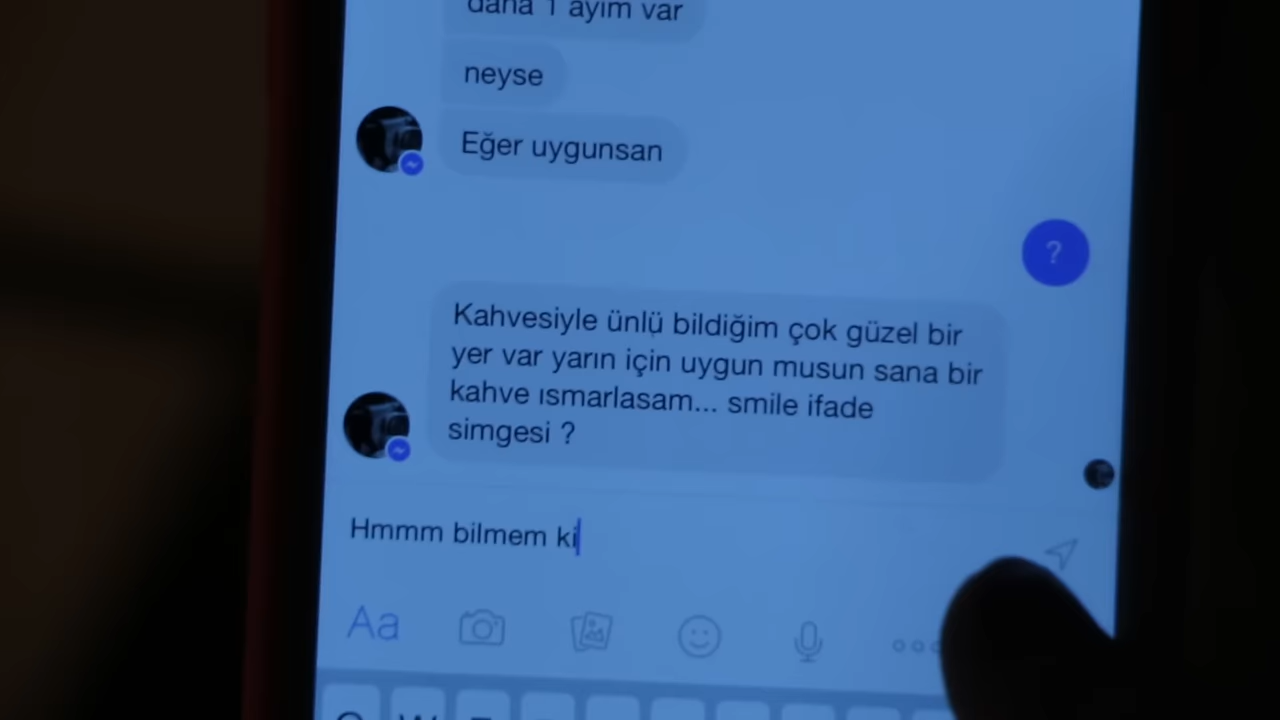 daha 1 ayım var
neyse
Eğer uygunsan
?
Kahvesiyle ünlü bildiğim çok güzel bir
yer var yarın için uygun musun sana bir
kahve ısmarlasam... smile ifade
simgesi ?
Hmmm bilmem ki
Aa
Q W E